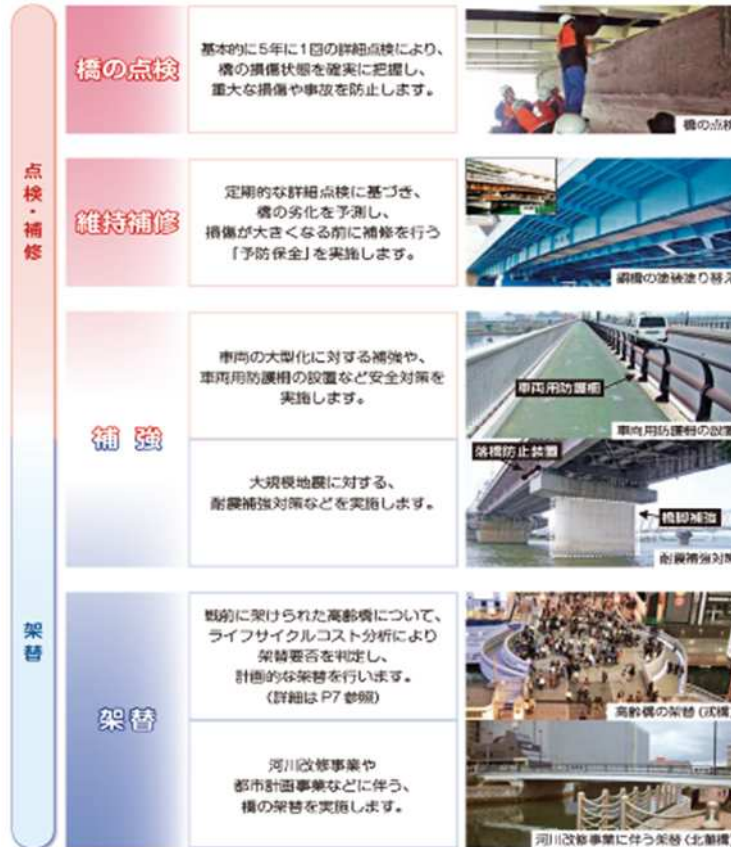 点検・補修
架替
橋の点検
基本的に5年に1回の詳細点検により、
橋の損傷状態を確実に把握し、
重大な損傷や事故を防止します。
橋の点検
維持補修
定期的な詳細点検に基づき、
橋の劣化を予測し、
損傷が大きくなる前に補修を行う
「予防保全」を実施します。
鋼橋の塗装塗り替え
補強
車両の大型化に対する補強や、
車両用防護柵の設置など安全対策を
実施します。
車両用防護柵
車両用防護柵の設置
大規模地震に対する、
耐震補強対策などを実施します。
落橋防止装置
橋脚補強
耐震補強対策
架替
戦前に架けられた高齢橋について、
ライフサイクルコスト分析により
架替要否を判定し、
計画的な架替を行います。
(詳細はP7参照)
高齢橋の架替(戎橋)
河川改修事業や
都市計画事業などに伴う、
橋の架替を実施します。
河川改修事業に伴う架替